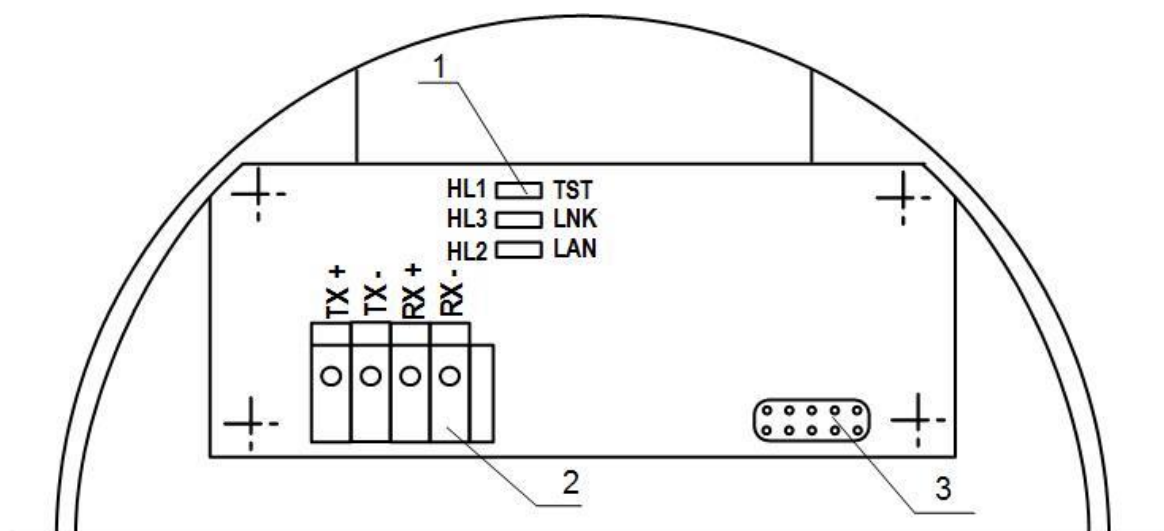 1
HL1 TST
HL3 LNK
HL2 LAN
TX +
TX -
RX +
RX -
2
3